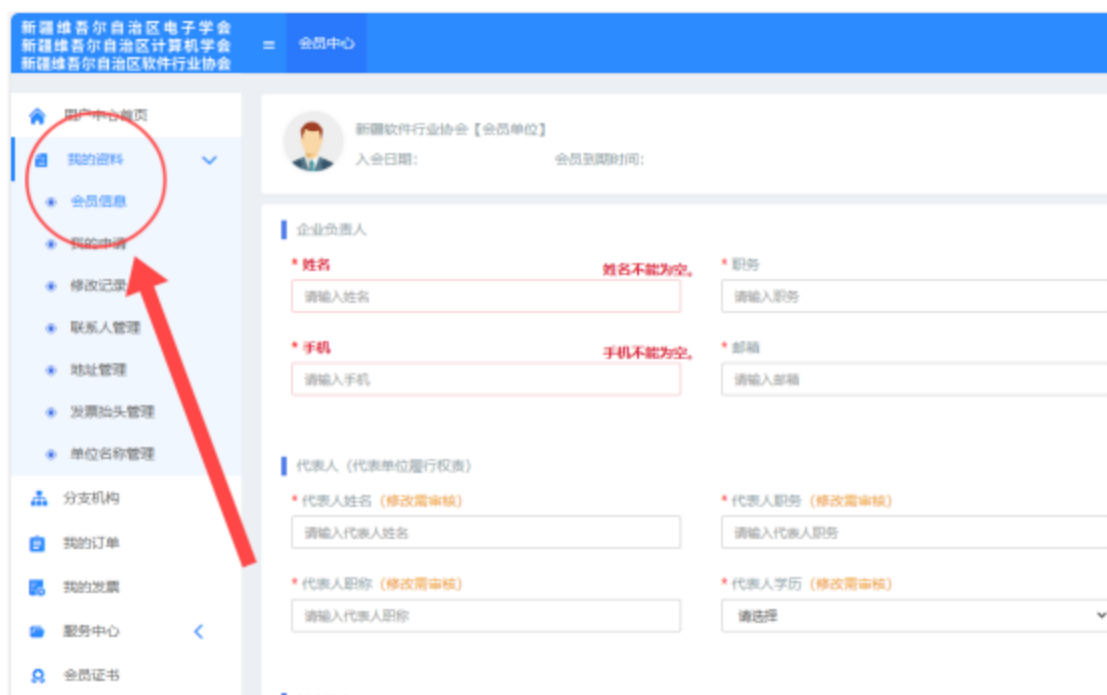 新疆维吾尔自治区电子学会
新疆维吾尔自治区计算机学会
新疆维吾尔自治区软件行业协会
会员中心
用户中心首页
我的资料
会员信息
我的申请
修改记录
联系人管理
地址管理
发票抬头管理
单位名称管理
分支机构
我的订单
我的发票
服务中心
会员证书
新疆软件行业协会【会员单位】
入会日期: 会员到期时间:
企业负责人
* 姓名 姓名不能为空。 * 职务
请输入姓名 请输入职务
* 手机 手机不能为空。 * 邮箱
请输入手机 请输入邮箱
代表人（代表单位履行权责）
* 代表人姓名（修改需审核） * 代表人职务（修改需审核）
请输入代表人姓名 请输入代表人职务
* 代表人职称（修改需审核） * 代表人学历（修改需审核）
请输入代表人职称 请选择